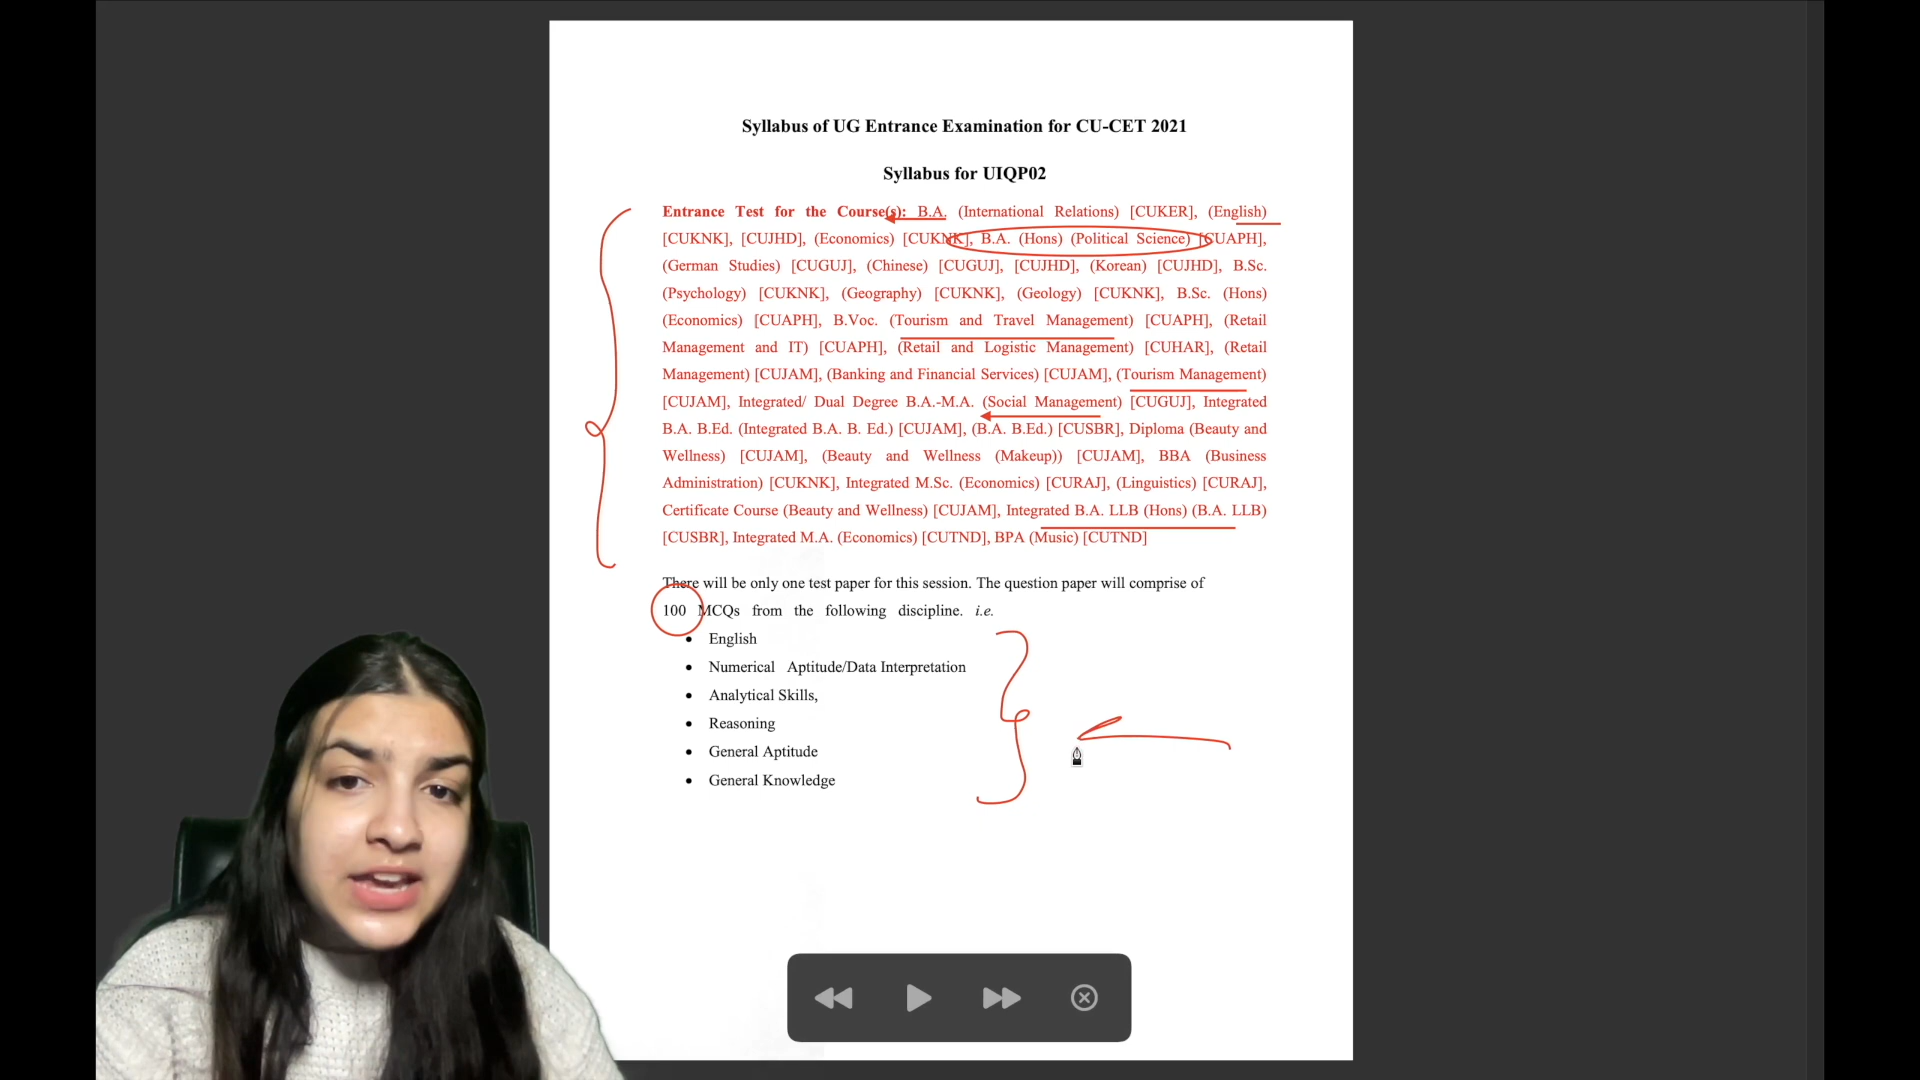 Syllabus of UG Entrance Examination for CU-CET 2021
Syllabus for UIQP02
Entrance Test for the Course(s): B.A. (International Relations) [CUKER], (English)
[CUKNK], [CUJHD], (Economics) [CUKNK], B.A. (Hons) (Political Science) [CUAPH],
(German Studies) [CUGUJ], (Chinese) [CUGUJ], [CUJHD], (Korean) [CUJHD], B.Sc.
(Psychology) [CUKNK], (Geography) [CUKNK], (Geology) [CUKNK], B.Sc. (Hons)
(Economics) [CUAPH], B.Voc. (Tourism and Travel Management) [CUAPH], (Retail
Management and IT) [CUAPH], (Retail and Logistic Management) [CUHAR], (Retail
Management) [CUJAM], (Banking and Financial Services) [CUJAM], (Tourism Management)
[CUJAM], Integrated/ Dual Degree B.A.-M.A. (Social Management) [CUGUJ], Integrated
B.A. B.Ed. (Integrated B.A. B. Ed.) [CUJAM], (B.A. B.Ed.) [CUSBR], Diploma (Beauty and
Wellness) [CUJAM], (Beauty and Wellness (Makeup)) [CUJAM], BBA (Business
Administration) [CUKNK], Integrated M.Sc. (Economics) [CURAJ], (Linguistics) [CURAJ],
Certificate Course (Beauty and Wellness) [CUJAM], Integrated B.A. LLB (Hons) (B.A. LLB)
[CUSBR], Integrated M.A. (Economics) [CUTND], BPA (Music) [CUTND]
There will be only one test paper for this session. The question paper will comprise of
100 MCQs from the following discipline. i.e.
• English
• Numerical Aptitude/Data Interpretation
• Analytical Skills,
• Reasoning
• General Aptitude
• General Knowledge